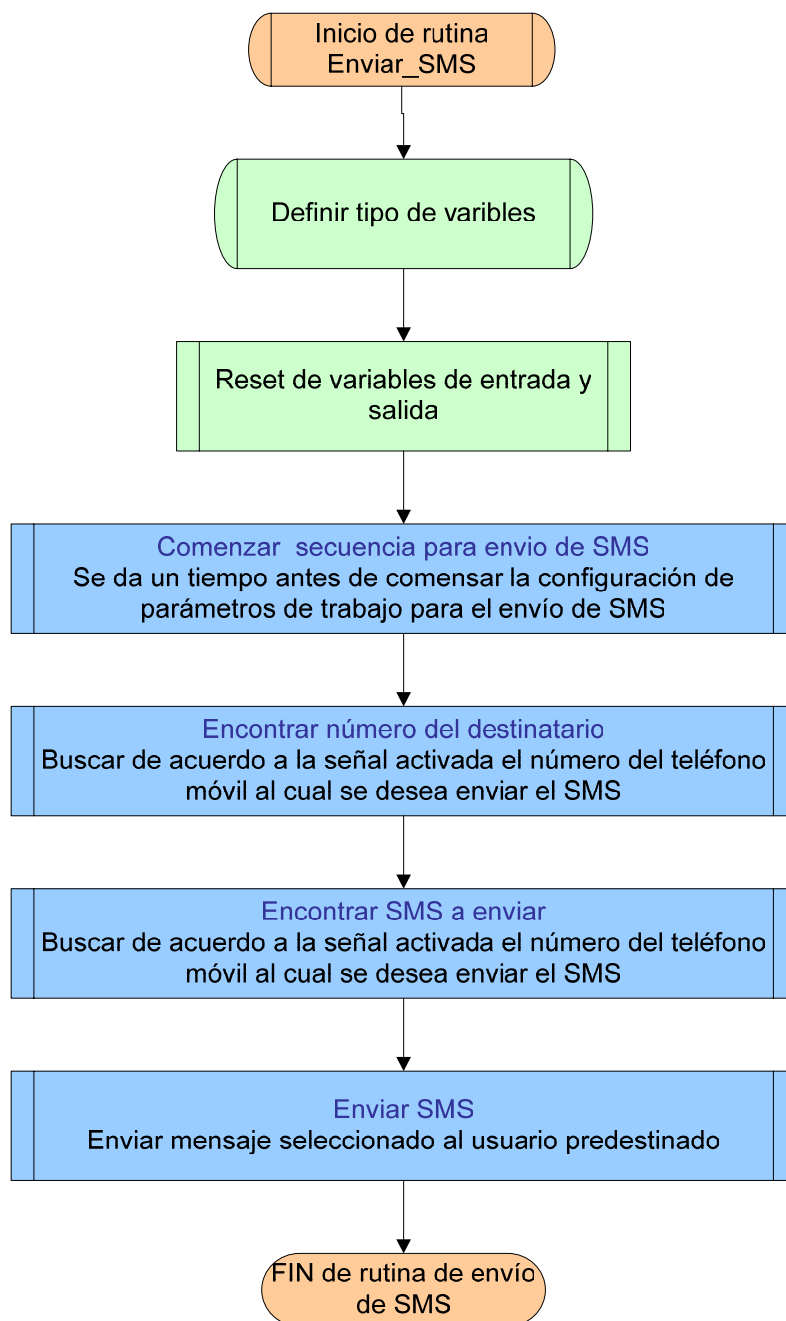 Inicio de rutina
Enviar_SMS
Definir tipo de varibles
Reset de variables de entrada y
salida
Comenzar  secuencia para envio de SMS
Se da un tiempo antes de comensar la configuración de
parámetros de trabajo para el envío de SMS
Encontrar número del destinatario
Buscar de acuerdo a la señal activada el número del teléfono
móvil al cual se desea enviar el SMS
Encontrar SMS a enviar
Buscar de acuerdo a la señal activada el número del teléfono
móvil al cual se desea enviar el SMS
Enviar SMS
Enviar mensaje seleccionado al usuario predestinado
FIN de rutina de envío
de SMS